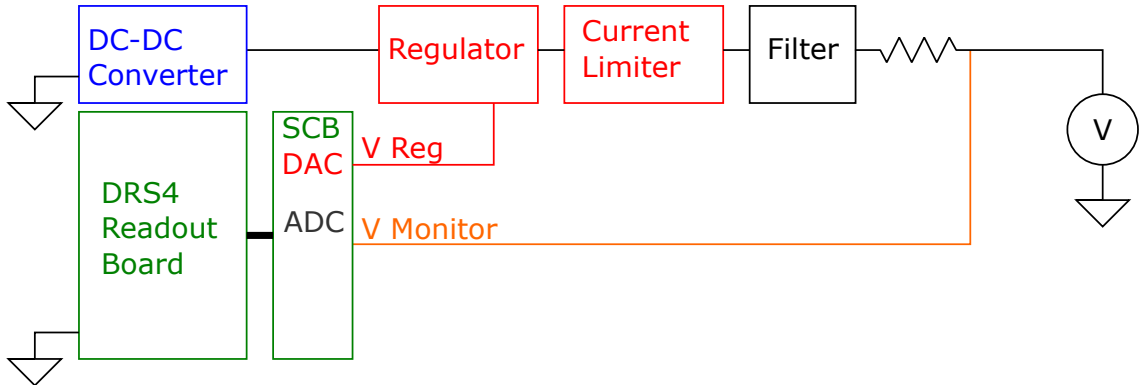 DC-DC
Converter
Regulator
Current
Limiter
Filter
V
SCB
DAC
V Reg
DRS4
Readout
Board
ADC
V Monitor